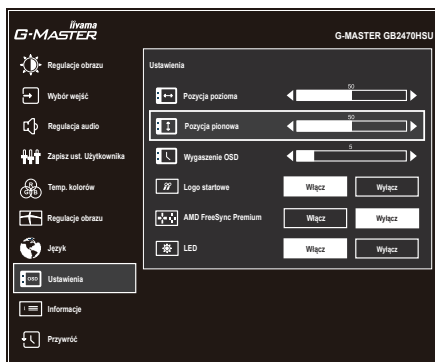 iiyama
G-MASTER
G-MASTER GB2470HSU
Regulacje obrazu
Wybór wejść
Regulacja audio
Zapisz ust. Użytkownika
R
G B
Temp. kolorów
Regulacje obrazu
Język
OSD
Ustawienia
Informacje
Przywróć
Ustawienia
Pozycja pozioma
50
Pozycja pionowa
50
Wygaszenie OSD
5
Logo startowe
Włącz
Wyłącz
AMD FreeSync Premium
Włącz
Wyłącz
LED
Włącz
Wyłącz